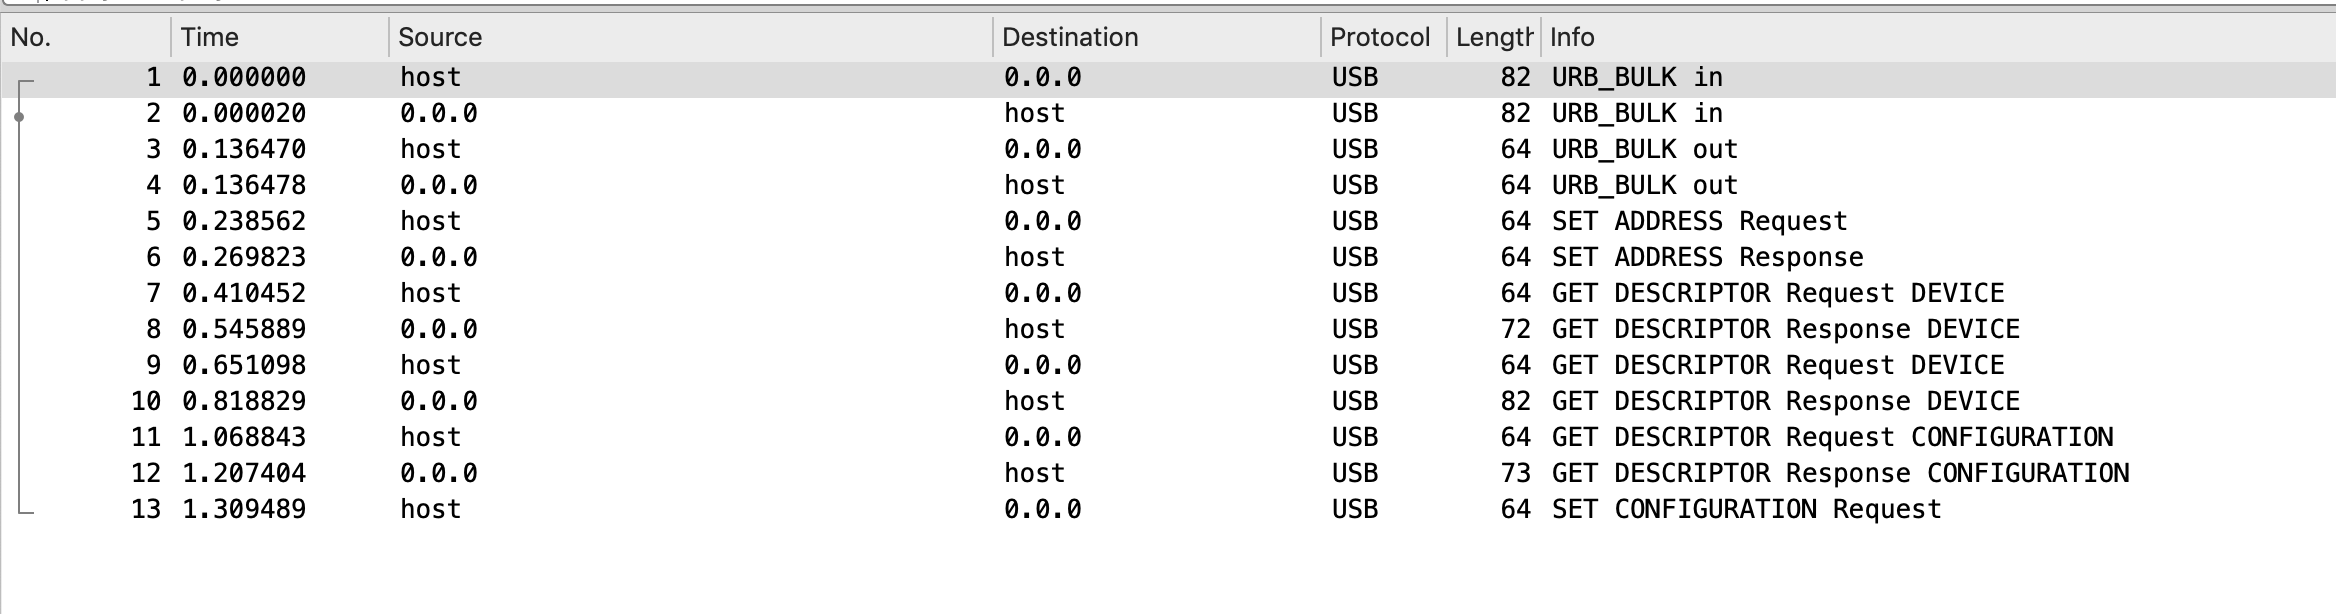 No. Time Source Destination Protocol Length Info
1 0.000000 host 0.0.0 USB 82 URB_BULK in
2 0.000020 0.0.0 host USB 82 URB_BULK in
3 0.136470 host 0.0.0 USB 64 URB_BULK out
4 0.136478 0.0.0 host USB 64 URB_BULK out
5 0.238562 host 0.0.0 USB 64 SET ADDRESS Request
6 0.269823 0.0.0 host USB 64 SET ADDRESS Response
7 0.410452 host 0.0.0 USB 64 GET DESCRIPTOR Request DEVICE
8 0.545889 0.0.0 host USB 72 GET DESCRIPTOR Response DEVICE
9 0.651098 host 0.0.0 USB 64 GET DESCRIPTOR Request DEVICE
10 0.818829 0.0.0 host USB 82 GET DESCRIPTOR Response DEVICE
11 1.068843 host 0.0.0 USB 64 GET DESCRIPTOR Request CONFIGURATION
12 1.207404 0.0.0 host USB 73 GET DESCRIPTOR Response CONFIGURATION
13 1.309489 host 0.0.0 USB 64 SET CONFIGURATION Request